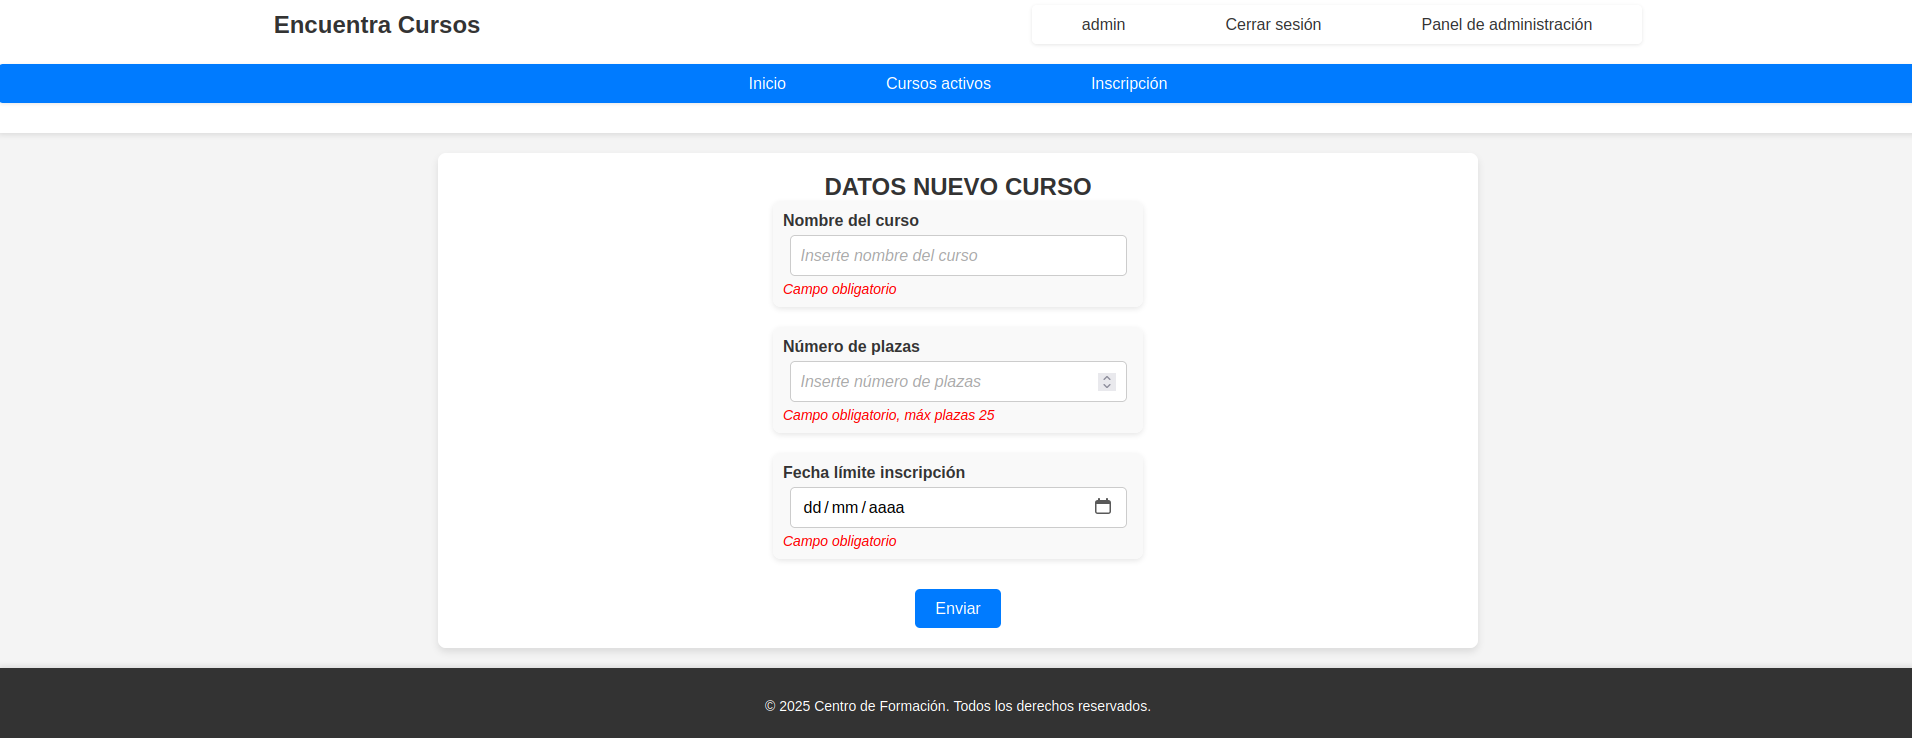 Encuentra Cursos
admin Cerrar sesión Panel de administración
Inicio Cursos activos Inscripción
DATOS NUEVO CURSO
Nombre del curso
Inserte nombre del curso
Campo obligatorio
Número de plazas
Inserte número de plazas
Campo obligatorio, máx plazas 25
Fecha límite inscripción
dd/mm/aaaa
Campo obligatorio
Enviar
© 2025 Centro de Formación. Todos los derechos reservados.